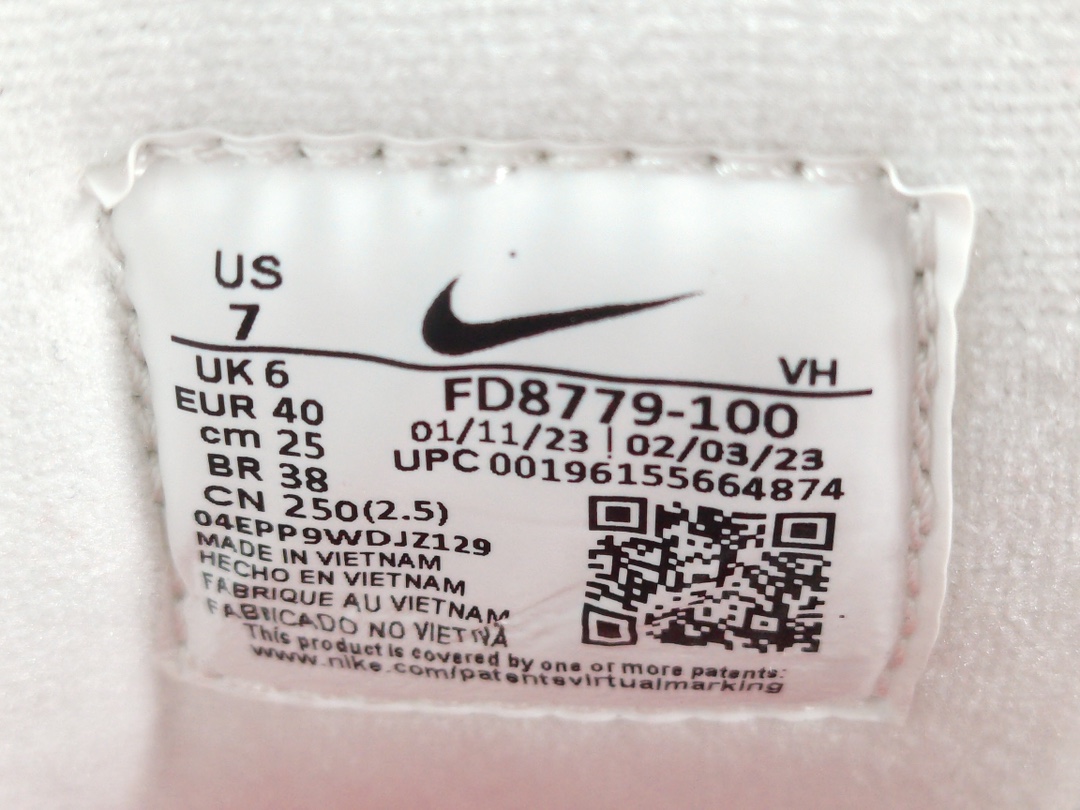 US
7
VH
UK 6
EUR 40
cm 25
BR 38
CN 250(2.5)
FD8779-100
01/11/23 | 02/03/23
UPC 00196155664874
04EPP9WDJZ129
MADE IN VIETNAM
HECHO EN VIETNAM
FABRIQUE AU VIETNAM
FABIICADO NO VIETNA
This product is covered by one or more patents:
www.nike.com/patentsvirtualmarking